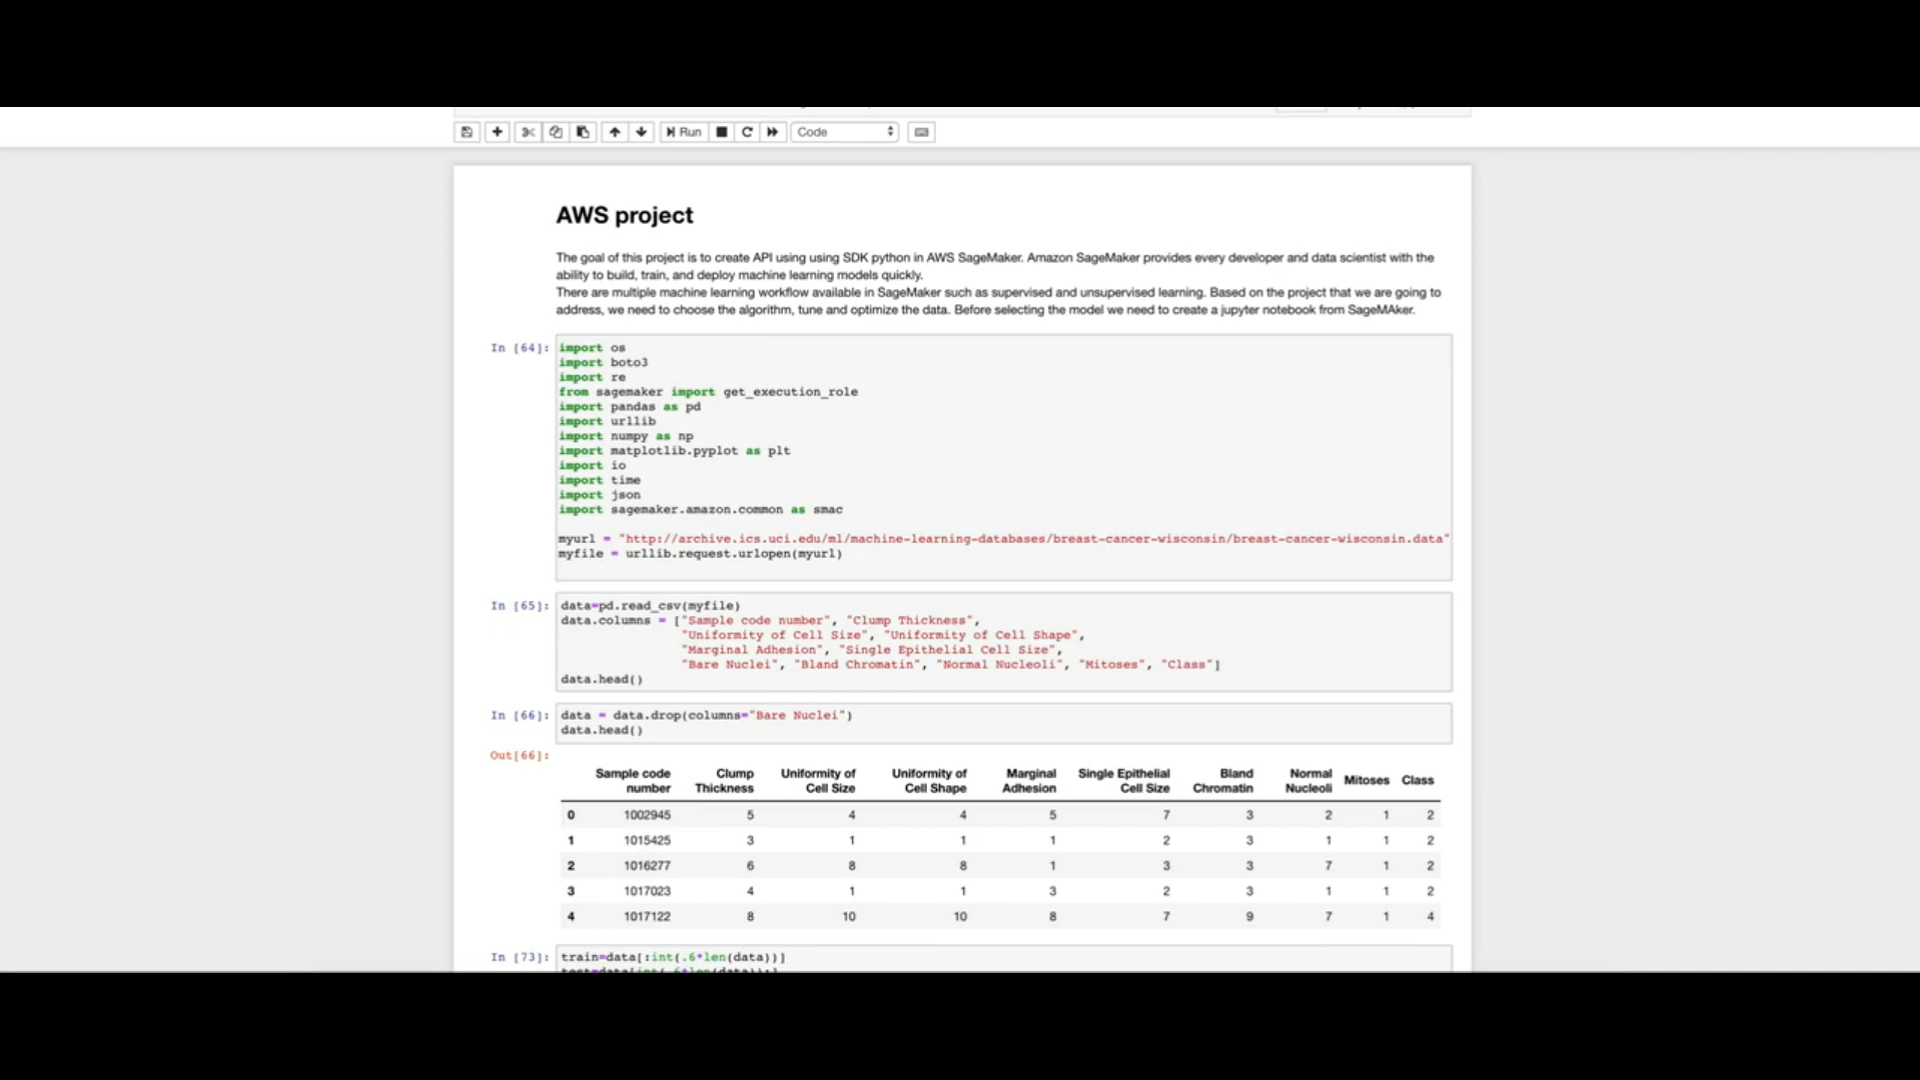 Run
Code
AWS project
The goal of this project is to create API using using SDK python in AWS SageMaker. Amazon SageMaker provides every developer and data scientist with the
ability to build, train, and deploy machine learning models quickly.
There are multiple machine learning workflow available in SageMaker such as supervised and unsupervised learning. Based on the project that we are going to
address, we need to choose the algorithm, tune and optimize the data. Before selecting the model we need to create a jupyter notebook from SageMAker.
In [64]: import os
import boto3
import re
from sagemaker import get_execution_role
import pandas as pd
import urllib
import numpy as np
import matplotlib.pyplot as plt
import io
import time
import json
import sagemaker.amazon.common as smac
myurl = "http://archive.ics.uci.edu/ml/machine-learning-databases/breast-cancer-wisconsin/breast-cancer-wisconsin.data"
myfile = urllib.request.urlopen(myurl)
In [65]: data=pd.read_csv(myfile)
data.columns = ["Sample code number", "Clump Thickness",
"Uniformity of Cell Size", "Uniformity of Cell Shape",
"Marginal Adhesion", "Single Epithelial Cell Size",
"Bare Nuclei", "Bland Chromatin", "Normal Nucleoli", "Mitoses", "Class"]
data.head()
In [66]: data = data.drop(columns="Bare Nuclei")
data.head()
Out[66]:
Sample code Clump Uniformity of Uniformity of Marginal Single Epithelial Bland Normal Mitoses Class
number Thickness Cell Size Cell Shape Adhesion Cell Size Chromatin Nucleoli
0 1002945 5 4 4 5 7 3 2 1 2
1 1015425 3 1 1 1 2 3 1 1 2
2 1016277 6 8 8 1 3 3 7 1 2
3 1017023 4 1 1 3 2 3 1 1 2
4 1017122 8 10 10 8 7 9 7 1 4
In [73]: train=data[:int(.6*len(data))]